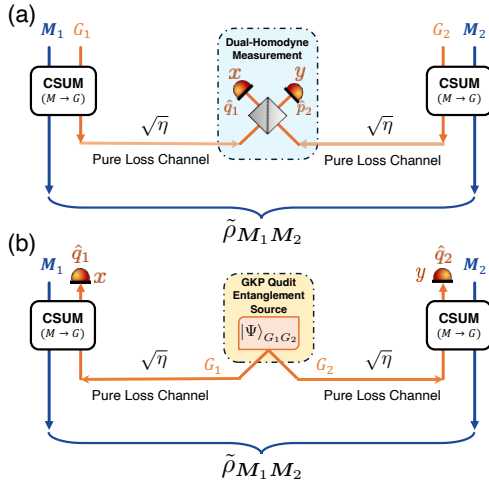 (a)
M₁ G₁
G₂ M₂
Dual-Homodyne
Measurement
x y
q̂₁ p̂₂
CSUM
(M → G)
CSUM
(M → G)
√η
√η
Pure Loss Channel
Pure Loss Channel
ρ̃M₁M₂
(b)
M₁ q̂₁ x
y q̂₂ M₂
GKP Qudit
Entanglement
Source
|Ψ⟩G₁G₂
CSUM
(M → G)
CSUM
(M → G)
√η G₁
G₂ √η
Pure Loss Channel
Pure Loss Channel
ρ̃M₁M₂